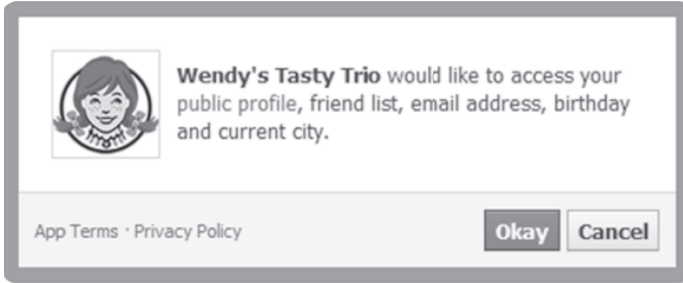 Wendy's Tasty Trio would like to access your
public profile, friend list, email address, birthday
and current city.
App Terms · Privacy Policy
Okay
Cancel